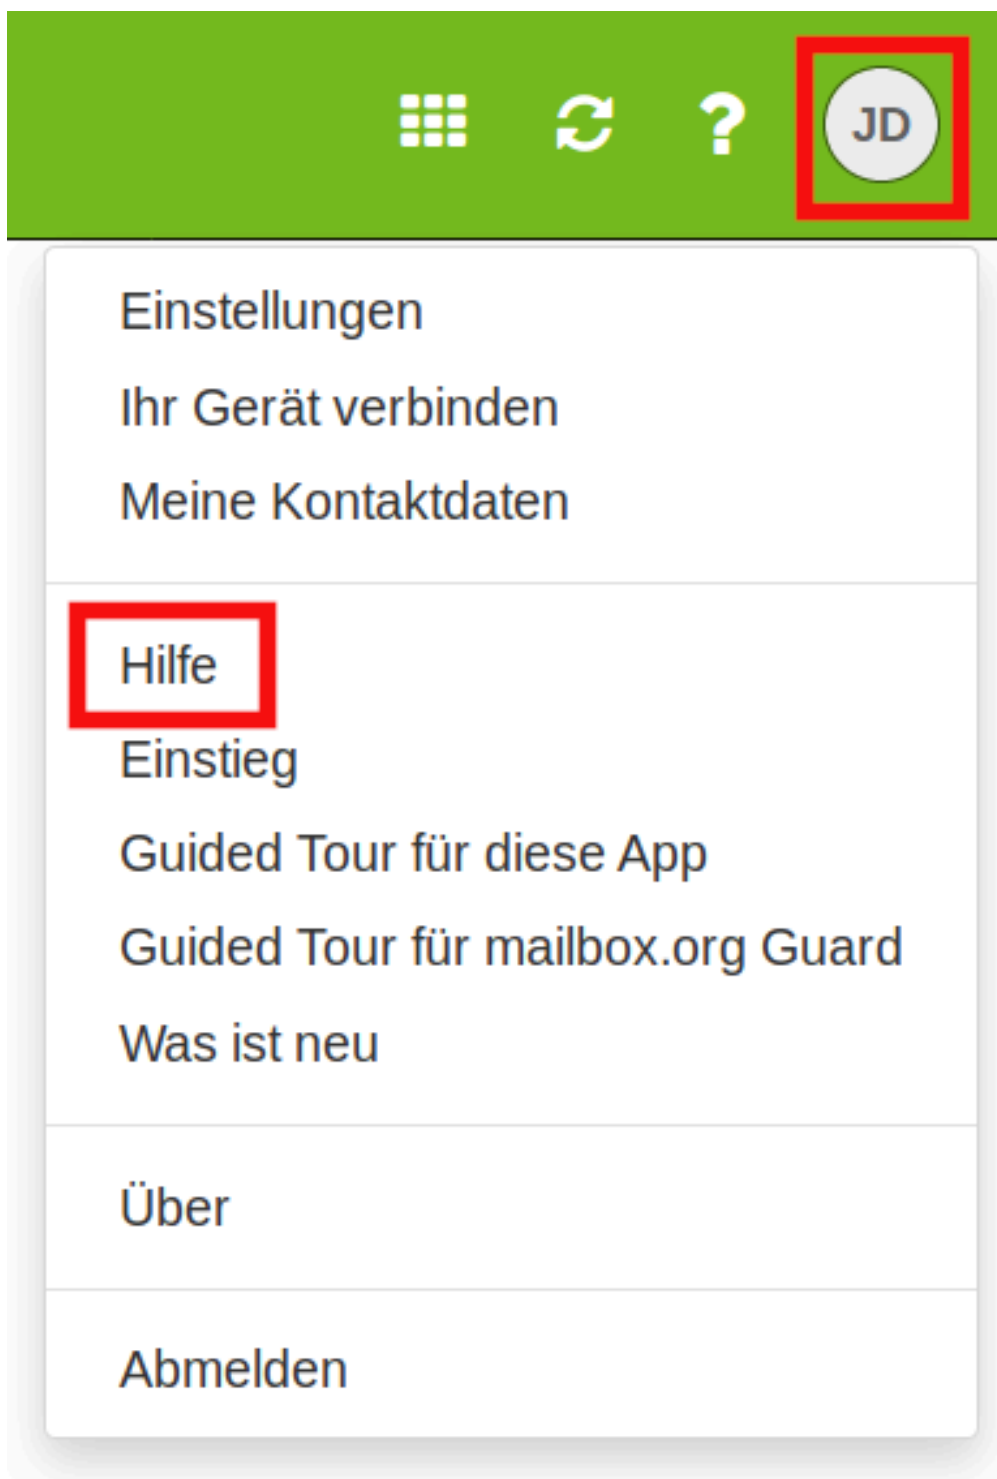 JD
Einstellungen
Ihr Gerät verbinden
Meine Kontaktdaten
Hilfe
Einstieg
Guided Tour für diese App
Guided Tour für mailbox.org Guard
Was ist neu
Über
Abmelden